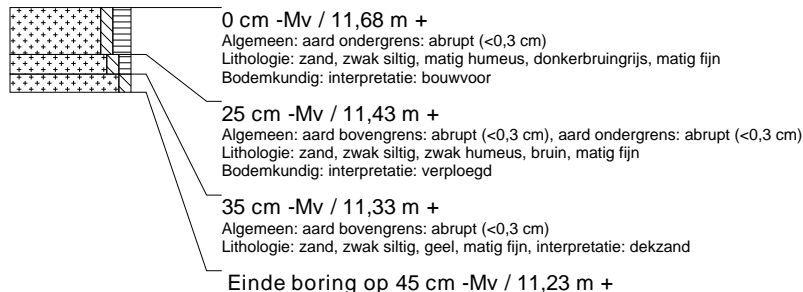 0 cm -Mv / 11,68 m +
Algemeen: aard ondergrens: abrupt (<0,3 cm)
Lithologie: zand, zwak siltig, matig humeus, donkerbruingrijs, matig fijn
Bodemkundig: interpretatie: bouwvoor
25 cm -Mv / 11,43 m +
Algemeen: aard bovengrens: abrupt (<0,3 cm), aard ondergrens: abrupt (<0,3 cm)
Lithologie: zand, zwak siltig, zwak humeus, bruin, matig fijn
Bodemkundig: interpretatie: verploegd
35 cm -Mv / 11,33 m +
Algemeen: aard bovengrens: abrupt (<0,3 cm)
Lithologie: zand, zwak siltig, geel, matig fijn, interpretatie: dekzand
Einde boring op 45 cm -Mv / 11,23 m +